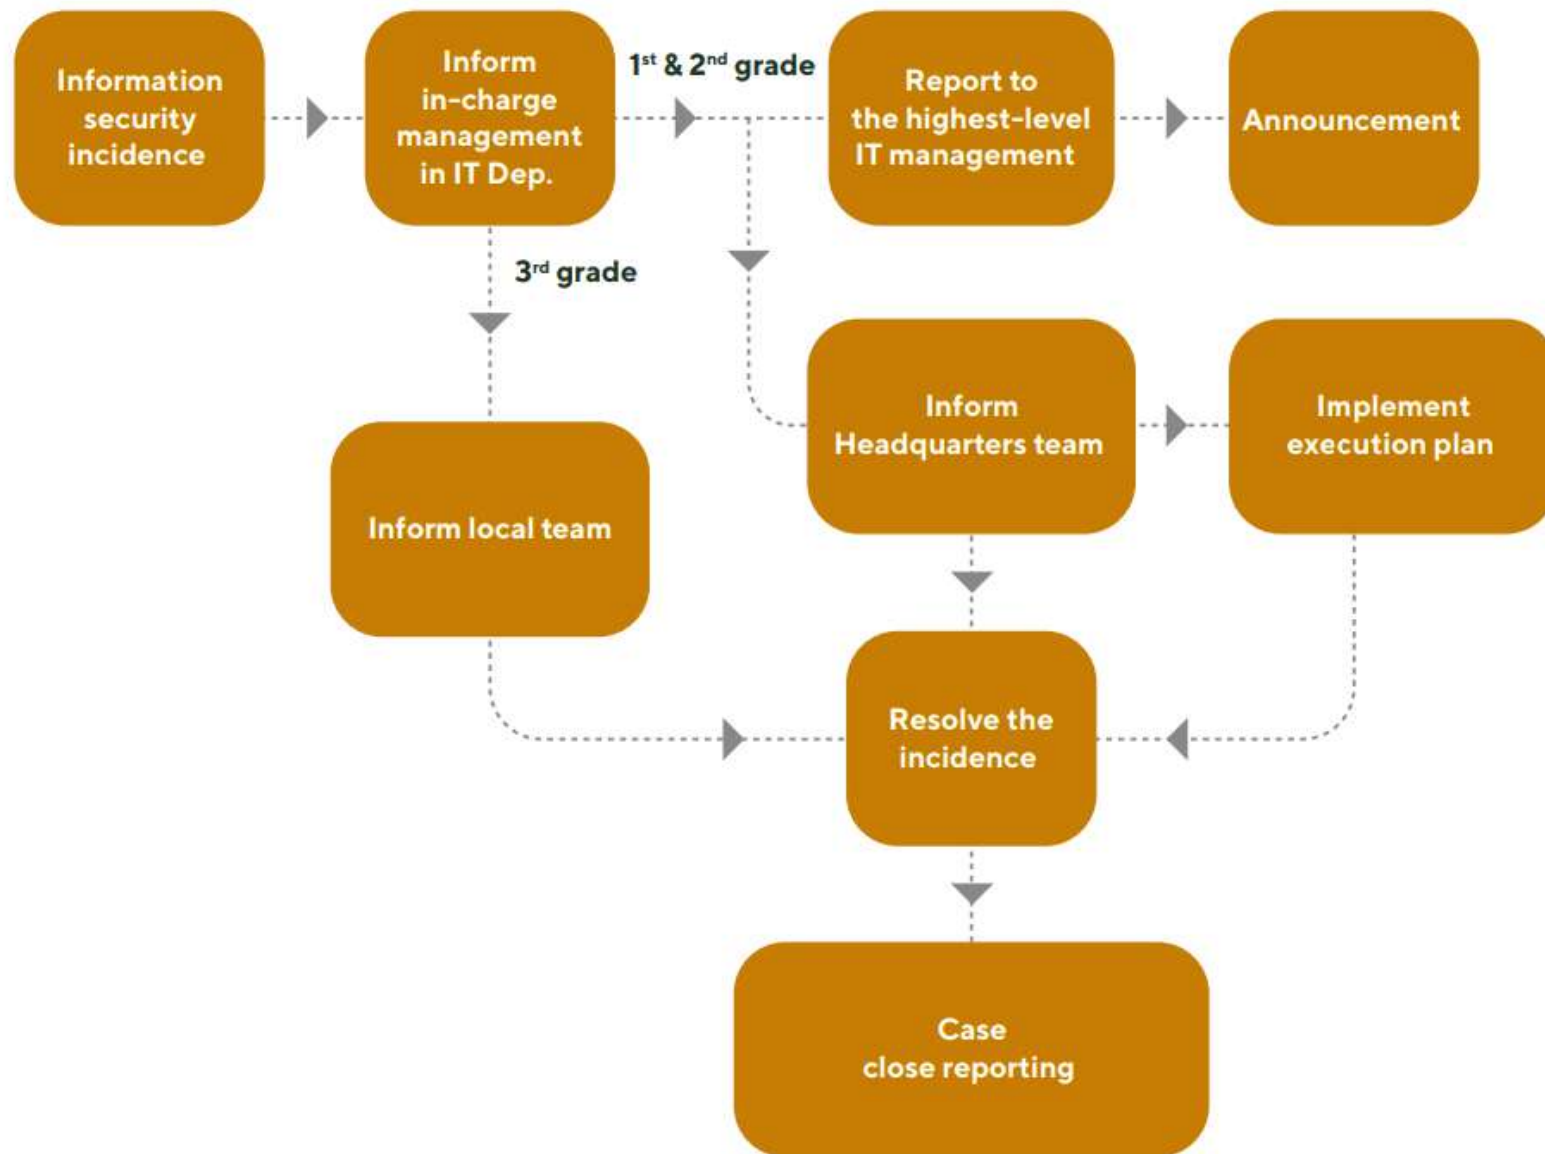 Information
security
incidence
Inform
in-charge
management
in IT Dep.
1st & 2nd grade
Report to
the highest-level
IT management
Announcement
3rd grade
Inform
Headquarters team
Implement
execution plan
Inform local team
Resolve the
incidence
Case
close reporting